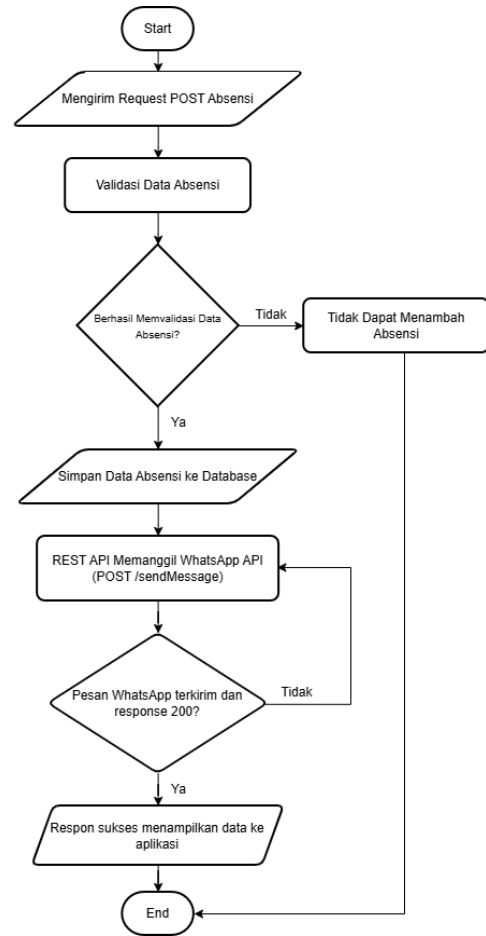 Start
Mengirim Request POST Absensi
Validasi Data Absensi
Berhasil Memvalidasi Data
Absensi?
Tidak
Tidak Dapat Menambah
Absensi
Ya
Simpan Data Absensi ke Database
REST API Memanggil WhatsApp API
(POST /sendMessage)
Pesan WhatsApp terkirim dan
response 200?
Tidak
Ya
Respon sukses menampilkan data ke
aplikasi
End